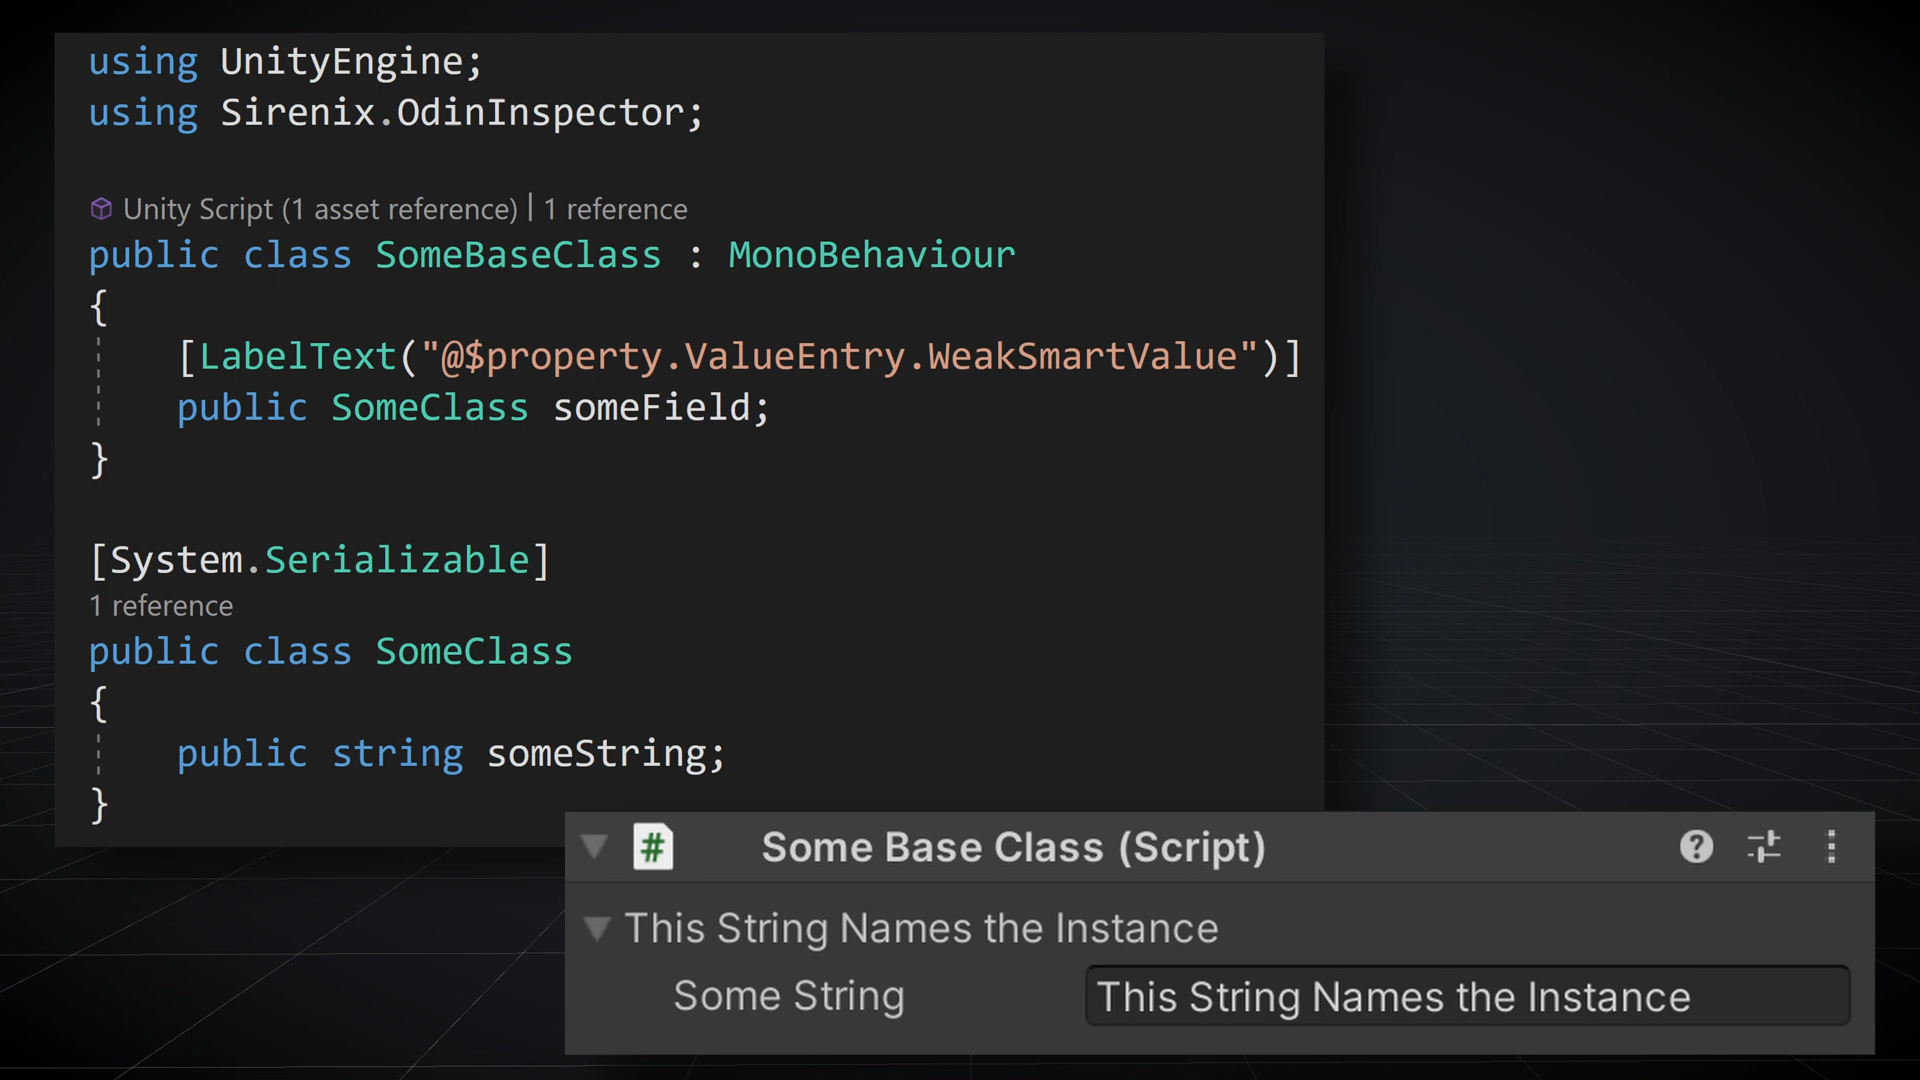 using UnityEngine;
using Sirenix.OdinInspector;
Unity Script (1 asset reference) | 1 reference
public class SomeBaseClass : MonoBehaviour
{
[LabelText("@$property.ValueEntry.WeakSmartValue")]
public SomeClass someField;
}
[System.Serializable]
1 reference
public class SomeClass
{
public string someString;
}
# Some Base Class (Script) ?
This String Names the Instance
Some String This String Names the Instance